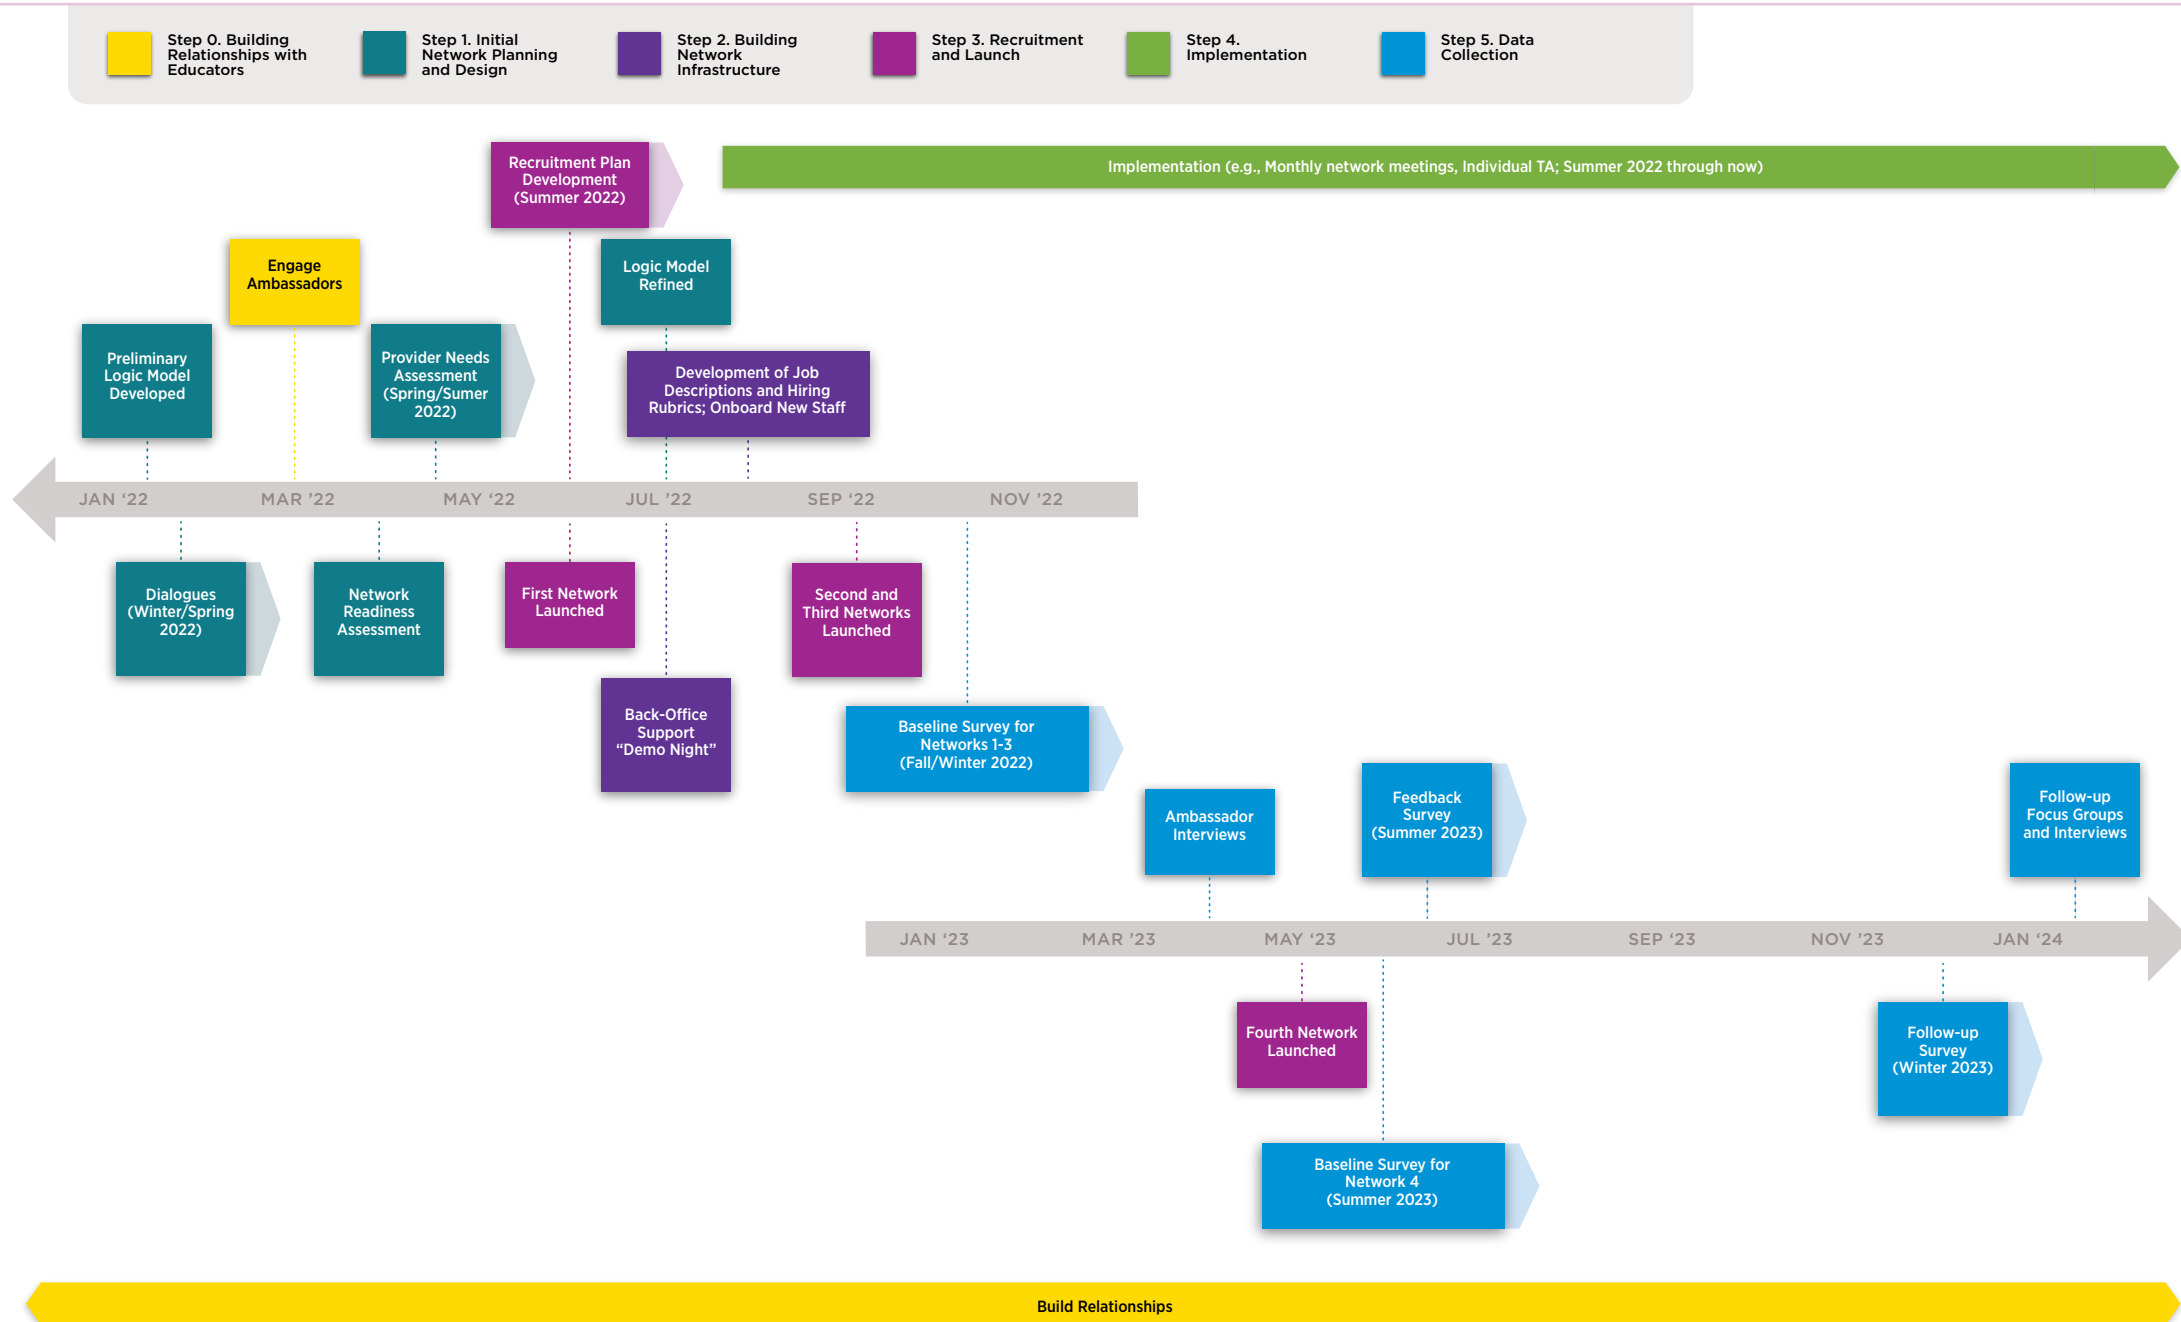 Step 0. Building
Relationships with
Educators
Step 1. Initial
Network Planning
and Design
Step 2. Building
Network
Infrastructure
Step 3. Recruitment
and Launch
Step 4.
Implementation
Step 5. Data
Collection
Recruitment Plan
Development
(Summer 2022)
Implementation (e.g., Monthly network meetings, Individual TA; Summer 2022 through now)
Engage
Ambassadors
Logic Model
Refined
Preliminary
Logic Model
Developed
Provider Needs
Assessment
(Spring/Sumer
2022)
Development of Job
Descriptions and Hiring
Rubrics; Onboard New Staff
JAN ‘22
MAR ’22
MAY ‘22
JUL ’22
SEP ‘22
NOV ’22
Dialogues
(Winter/Spring
2022)
Network
Readiness
Assessment
First Network
Launched
Second and
Third Networks
Launched
Back-Office
Support
“Demo Night”
Baseline Survey for
Networks 1-3
(Fall/Winter 2022)
Ambassador
Interviews
Feedback
Survey
(Summer 2023)
Follow-up
Focus Groups
and Interviews
JAN ‘23
MAR ’23
MAY ‘23
JUL ’23
SEP ‘23
NOV ’23
JAN ‘24
Fourth Network
Launched
Follow-up
Survey
(Winter 2023)
Baseline Survey for
Network 4
(Summer 2023)
Build Relationships